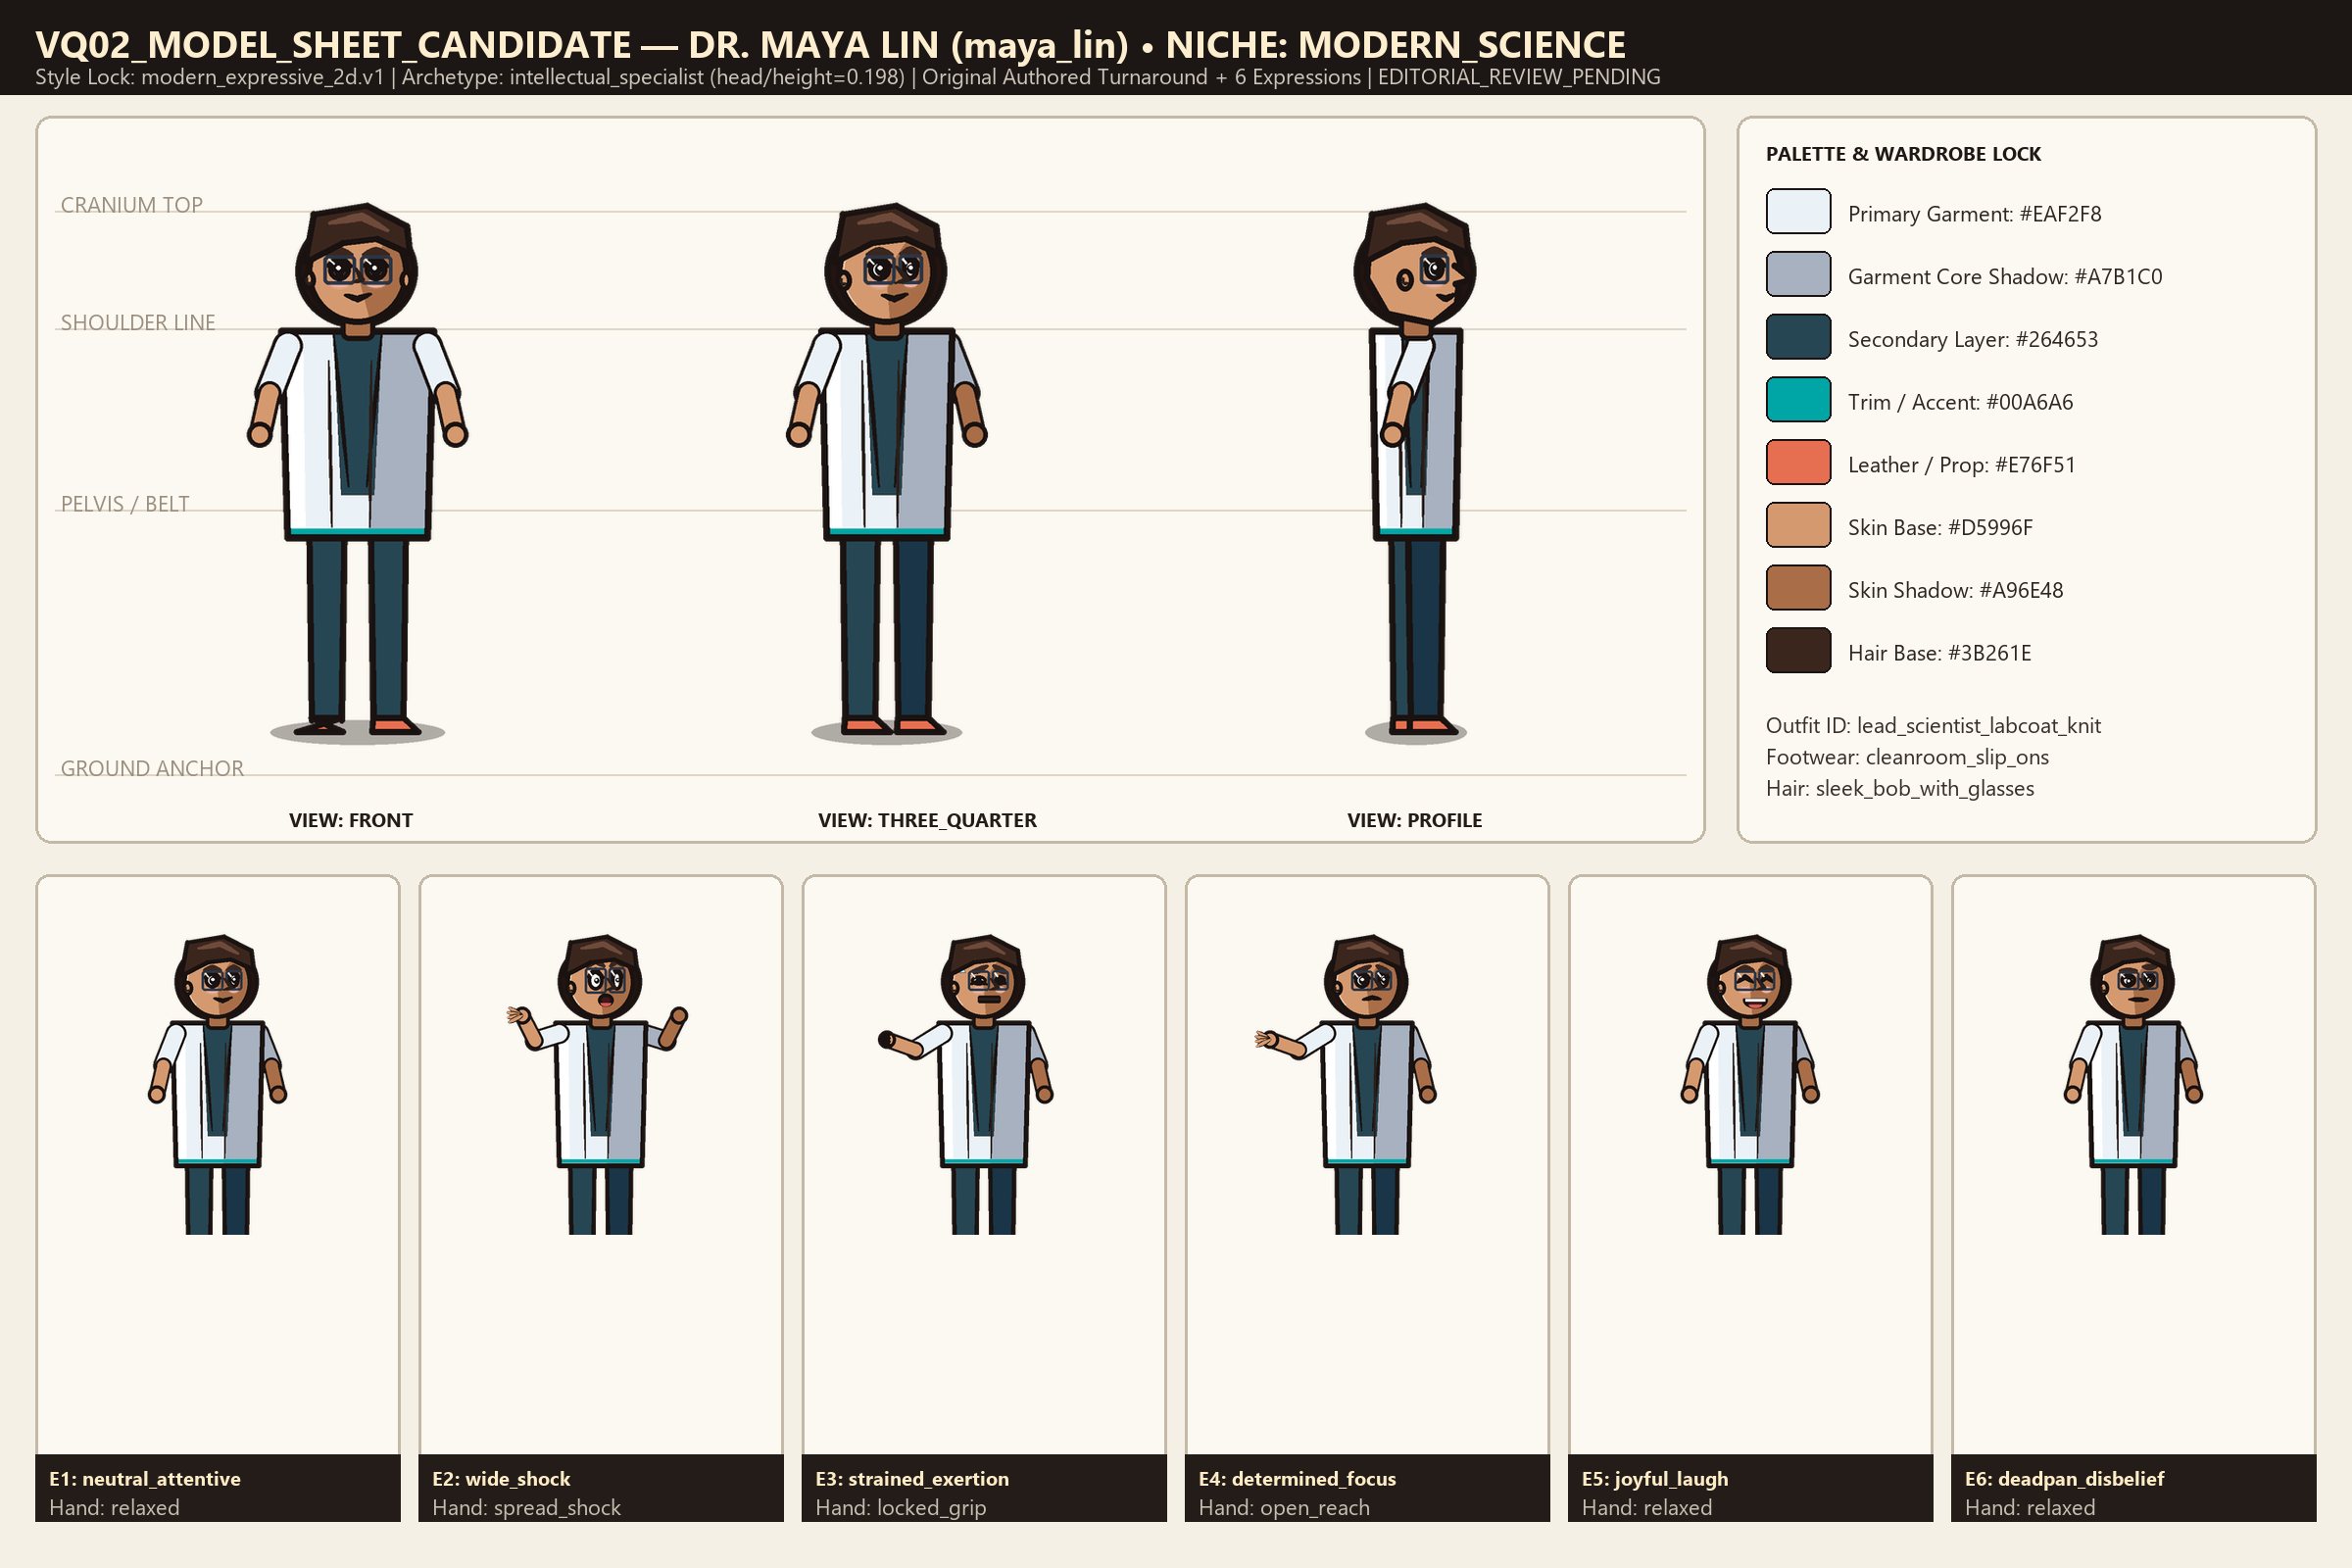 VQ02_MODEL_SHEET_CANDIDATE — DR. MAYA LIN (maya_lin) • NICHE: MODERN_SCIENCE
Style Lock: modern_expressive_2d.v1 | Archetype: intellectual_specialist (head/height=0.198) | Original Authored Turnaround + 6 Expressions | EDITORIAL_REVIEW_PENDING
CRANIUM TOP
SHOULDER LINE
PELVIS / BELT
GROUND ANCHOR
VIEW: FRONT
VIEW: THREE_QUARTER
VIEW: PROFILE
PALETTE & WARDROBE LOCK
Primary Garment: #EAF2F8
Garment Core Shadow: #A7B1C0
Secondary Layer: #264653
Trim / Accent: #00A6A6
Leather / Prop: #E76F51
Skin Base: #D5996F
Skin Shadow: #A96E48
Hair Base: #3B261E
Outfit ID: lead_scientist_labcoat_knit
Footwear: cleanroom_slip_ons
Hair: sleek_bob_with_glasses
E1: neutral_attentive
Hand: relaxed
E2: wide_shock
Hand: spread_shock
E3: strained_exertion
Hand: locked_grip
E4: determined_focus
Hand: open_reach
E5: joyful_laugh
Hand: relaxed
E6: deadpan_disbelief
Hand: relaxed